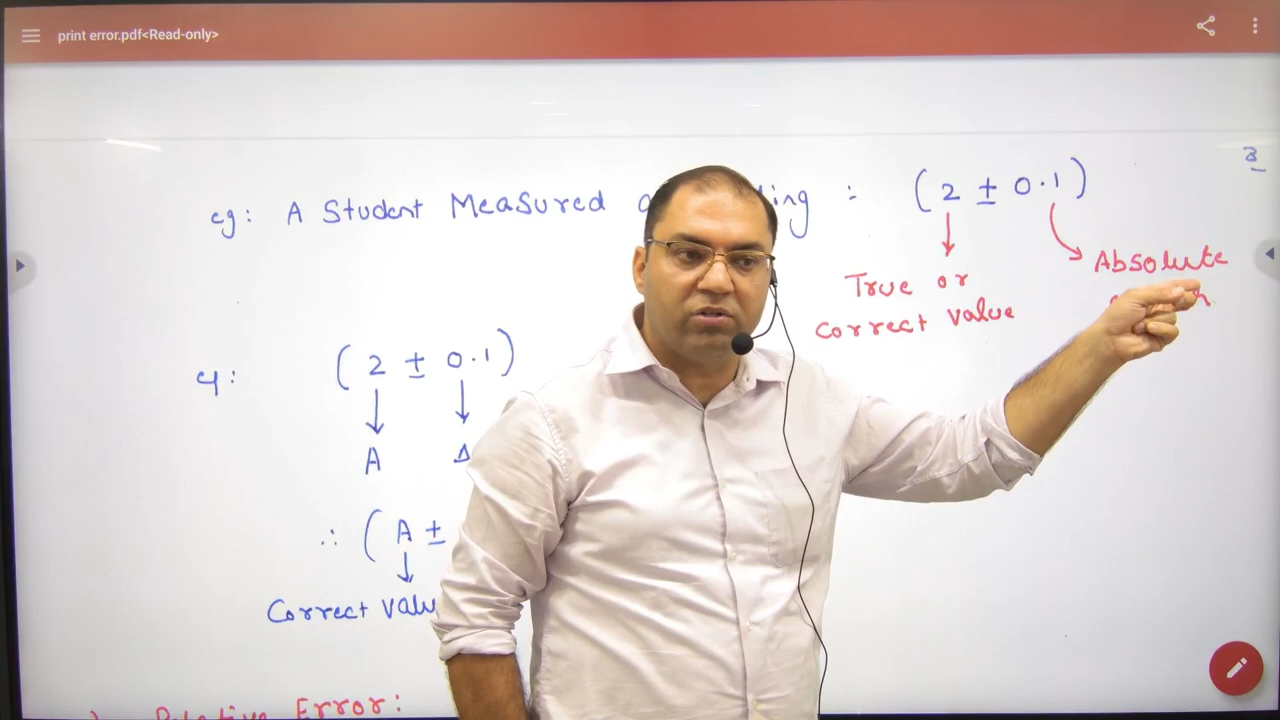 print error.pdf<Read-only>
3
eg: A Student Measured : (2 ± 0.1)
True or
Correct value
Absolute
(2 ± 0.1)
A Δ
∴ (A ±
Correct valu
Relative Error: